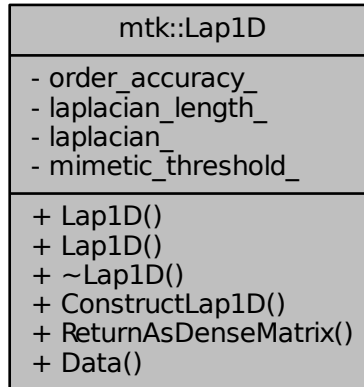 mtk::Lap1D
- order_accuracy_
- laplacian_length_
- laplacian_
- mimetic_threshold_
+ Lap1D()
+ Lap1D()
+ ~Lap1D()
+ ConstructLap1D()
+ ReturnAsDenseMatrix()
+ Data()